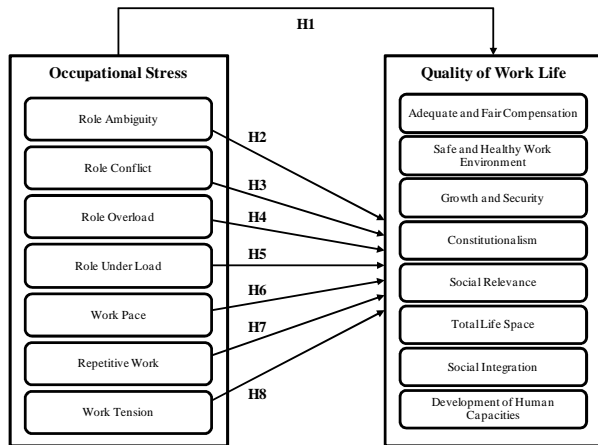 H1
Occupational Stress
Role Ambiguity
Role Conflict
Role Overload
Role Under Load
Work Pace
Repetitive Work
Work Tension
H2
H3
H4
H5
H6
H7
H8
Quality of Work Life
Adequate and Fair Compensation
Safe and Healthy Work
Environment
Growth and Security
Constitutionalism
Social Relevance
Total Life Space
Social Integration
Development of Human
Capacities